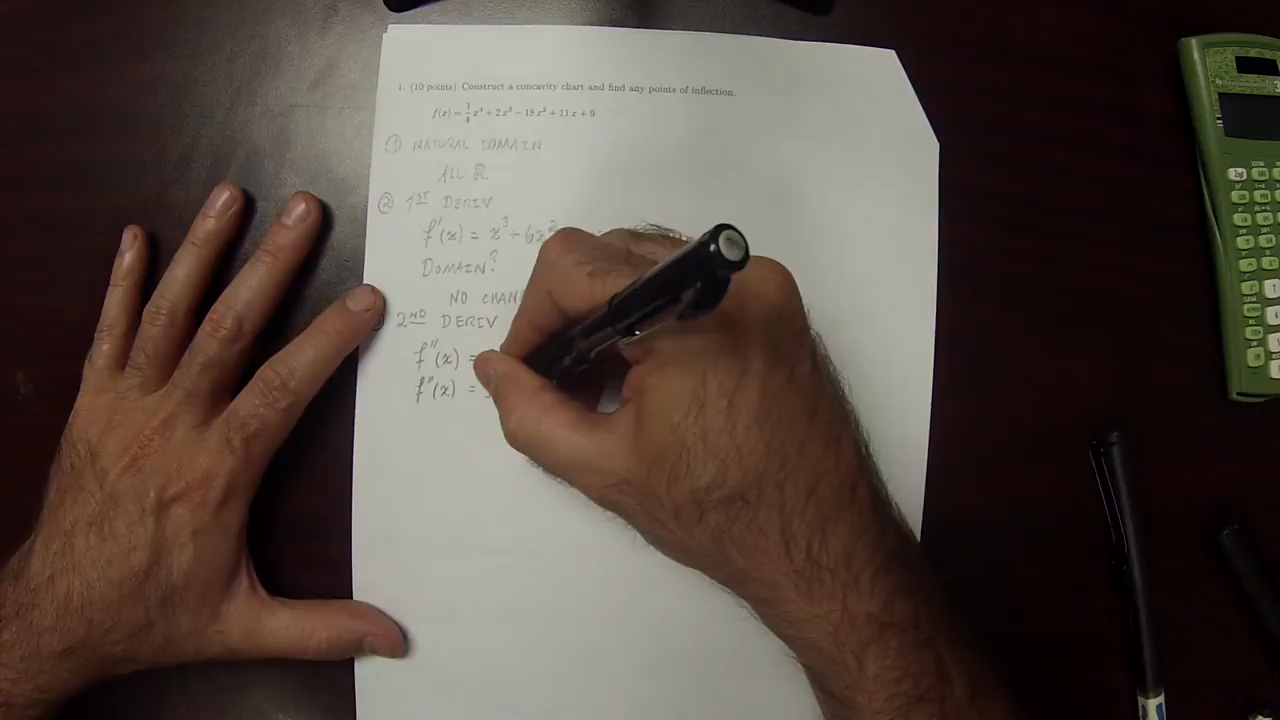 1. (10 points) Construct a concavity chart and find any points of inflection.
f(x) = 1/4 x⁴ + 2x³ − 18x² + 11x + 9
(1) NATURAL DOMAIN
ALL ℝ
② 1ST DERIV
f'(x) = x³ + 6x²
DOMAIN?
NO CHAN
2ND DERIV
f''(x) =
f''(x) =